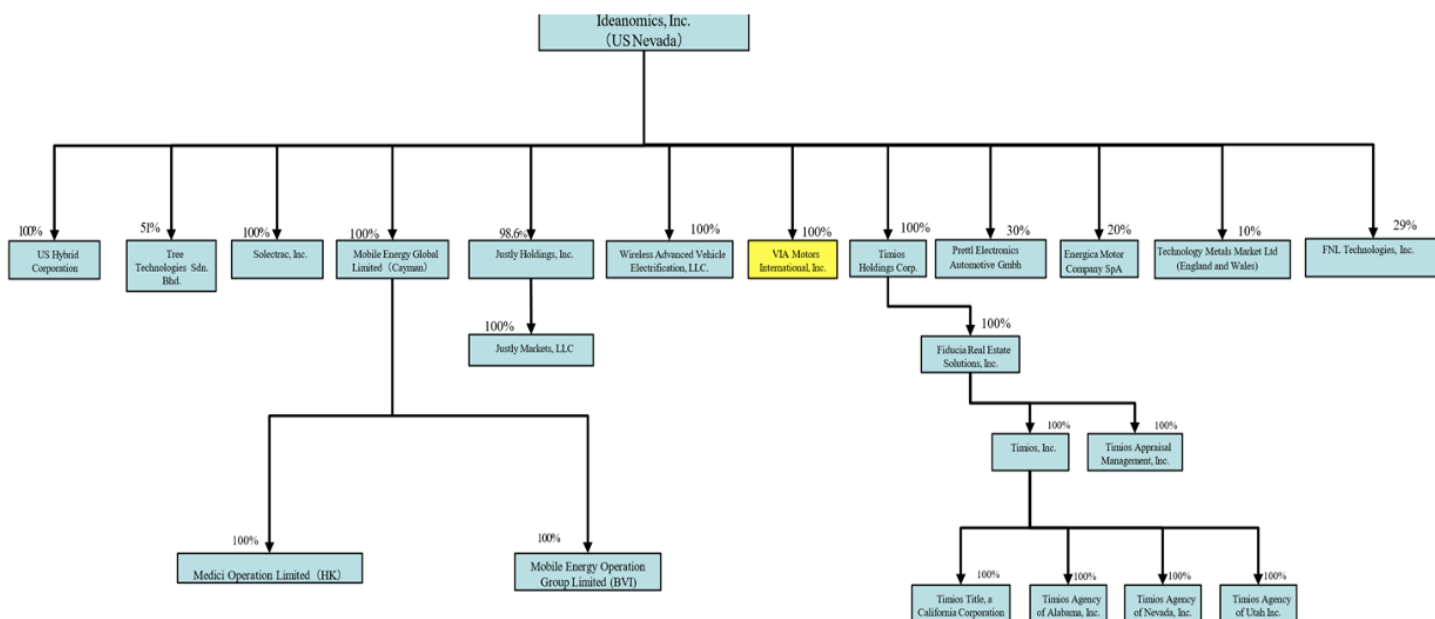 Ideanomics, Inc.
（US Nevada）
100%
51%
100%
100%
98.6%
100%
100%
100%
30%
20%
10%
29%
US Hybrid
Corporation
Tree
Technologies Sdn.
Bhd.
Solectrac, Inc.
Mobile Energy Global
Limited（Cayman）
Justly Holdings, Inc.
Wireless Advanced Vehicle
Electrification, LLC.
VIA Motors
International, Inc.
Timios
Holdings Corp.
Prettl Electronics
Automotive Gmbh
Energica Motor
Company SpA
Technology Metals Market Ltd
(England and Wales)
FNL Technologies, Inc.
100%
Justly Markets, LLC
100%
Fiducia Real Estate
Solutions, Inc.
100%
Timios, Inc.
100%
Timios Appraisal
Management, Inc.
100%
Medici Operation Limited（HK）
100%
Mobile Energy Operation
Group Limited (BVI)
100%
Timios Title, a
California Corporation
100%
Timios Agency
of Alabama, Inc.
100%
Timios Agency
of Nevada, Inc.
100%
Timios Agency
of Utah Inc.